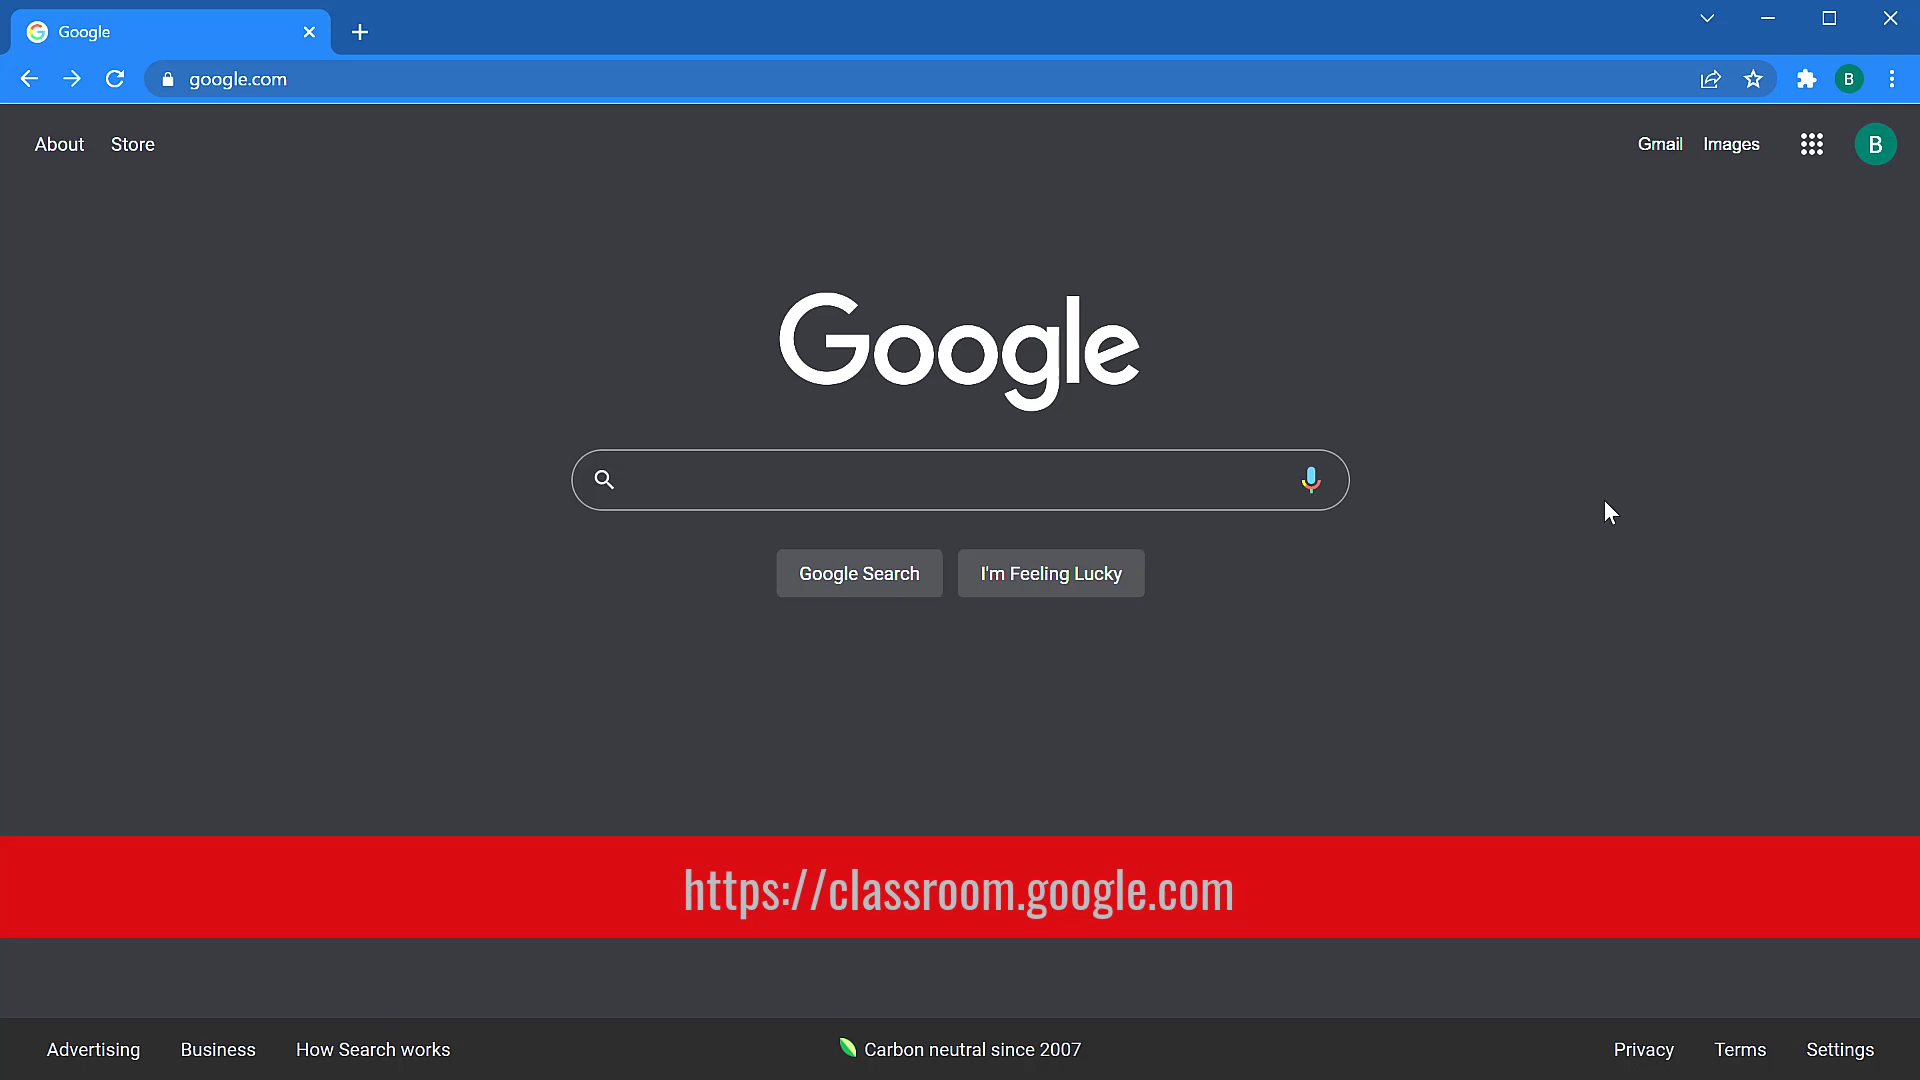 Google
google.com
B
About Store
Gmail Images
B
Google
Google Search I'm Feeling Lucky
https://classroom.google.com
Advertising Business How Search works
Carbon neutral since 2007
Privacy Terms Settings